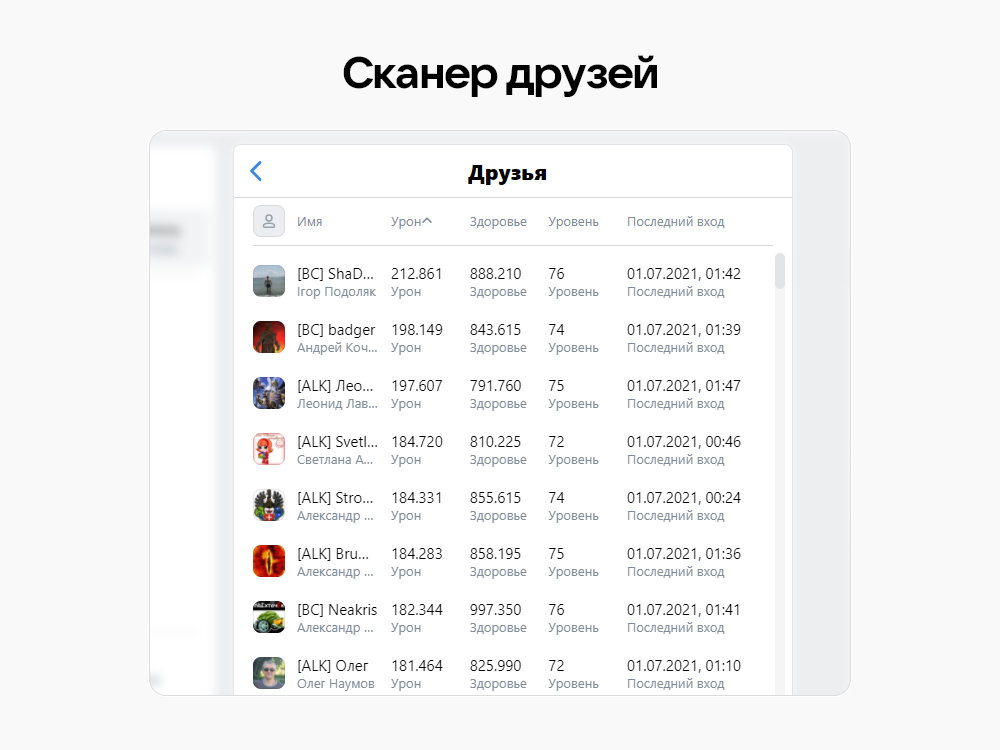 Сканер друзей
Друзья
Имя Урон Здоровье Уровень Последний вход
[BC] ShaD... 212.861 888.210 76 01.07.2021, 01:42
Ігор Подоляк Урон Здоровье Уровень Последний вход
[BC] badger 198.149 843.615 74 01.07.2021, 01:39
Андрей Коч... Урон Здоровье Уровень Последний вход
[ALK] Лео... 197.607 791.760 75 01.07.2021, 01:47
Леонид Лав... Урон Здоровье Уровень Последний вход
[ALK] Svetl... 184.720 810.225 72 01.07.2021, 00:46
Светлана А... Урон Здоровье Уровень Последний вход
[ALK] Stro... 184.331 855.615 74 01.07.2021, 00:24
Александр ... Урон Здоровье Уровень Последний вход
[ALK] Bru... 184.283 858.195 75 01.07.2021, 01:36
Александр ... Урон Здоровье Уровень Последний вход
[BC] Neakris 182.344 997.350 76 01.07.2021, 01:41
Александр ... Урон Здоровье Уровень Последний вход
[ALK] Олег 181.464 825.990 72 01.07.2021, 01:10
Олег Наумов Урон Здоровье Уровень Последний вход